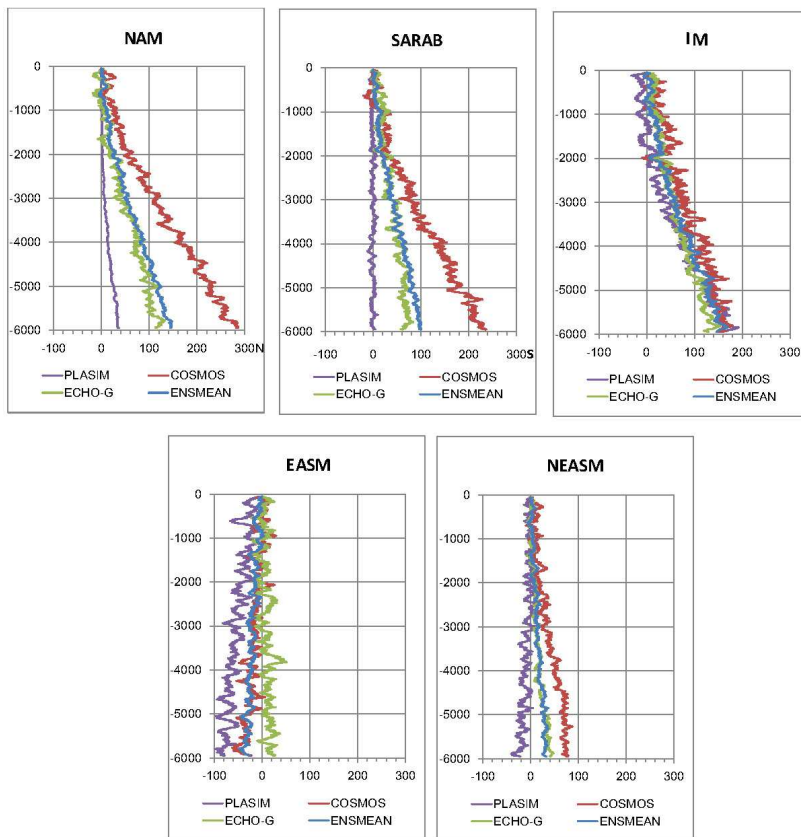 NAM
0
-1000
-2000
-3000
-4000
-5000
-6000
-100 0 100 200 300N
PLASIM COSMOS
ECHO-G ENSMEAN
SARAB
0
-1000
-2000
-3000
-4000
-5000
-6000
-100 0 100 200 300S
PLASIM COSMOS
ECHO-G ENSMEAN
IM
0
-1000
-2000
-3000
-4000
-5000
-6000
-100 0 100 200 300
PLASIM COSMOS
ECHO-G ENSMEAN
EASM
0
-1000
-2000
-3000
-4000
-5000
-6000
-100 0 100 200 300
PLASIM COSMOS
ECHO-G ENSMEAN
NEASM
0
-1000
-2000
-3000
-4000
-5000
-6000
-100 0 100 200 300
PLASIM COSMOS
ECHO-G ENSMEAN